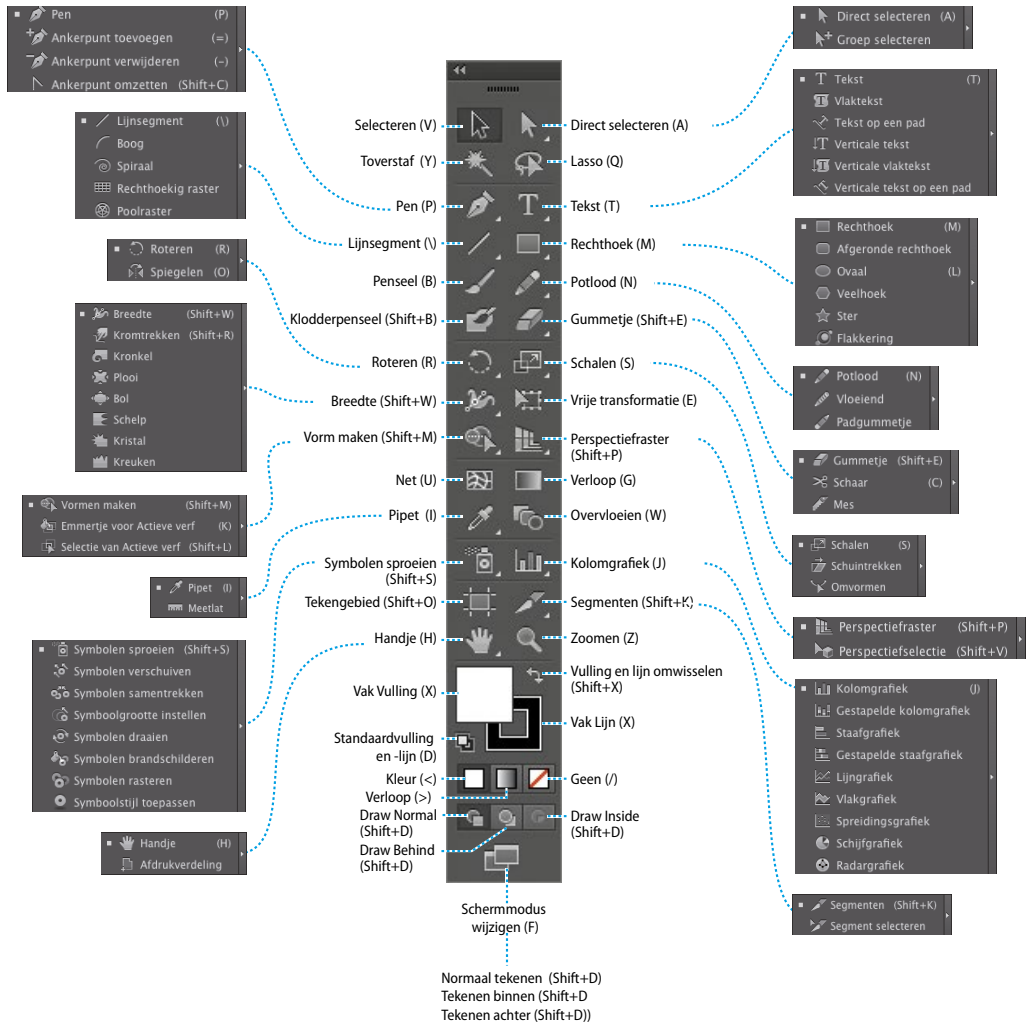 Pen (P)
Ankerpunt toevoegen (=)
Ankerpunt verwijderen (-)
Ankerpunt omzetten (Shift+C)
Lijnsegment (\)
Boog
Spiraal
Rechthoekig raster
Poolraster
Roteren (R)
Spiegelen (O)
Breedte (Shift+W)
Kromtrekken (Shift+R)
Kronkel
Plooi
Bol
Schelp
Kristal
Kreuken
Vormen maken (Shift+M)
Emmertje voor Actieve verf (K)
Selectie van Actieve verf (Shift+L)
Pipet (I)
Meetlat
Symbolen sproeien (Shift+S)
Symbolen verschuiven
Symbolen samentrekken
Symboolgrootte instellen
Symbolen draaien
Symbolen brandschilderen
Symbolen rasteren
Symboolstijl toepassen
Handje (H)
Afdrukverdeling
Selecteren (V)
Toverstaf (Y)
Pen (P)
Lijnsegment (\)
Penseel (B)
Klodderpenseel (Shift+B)
Roteren (R)
Breedte (Shift+W)
Vorm maken (Shift+M)
Net (U)
Pipet (I)
Symbolen sproeien
(Shift+S)
Tekengebied (Shift+O)
Handje (H)
Vak Vulling (X)
Standaardvulling
en -lijn (D)
Kleur (<)
Verloop (>)
Draw Normal
(Shift+D)
Draw Behind
(Shift+D)
T
Direct selecteren (A)
Lasso (Q)
Tekst (T)
Rechthoek (M)
Potlood (N)
Gummetje (Shift+E)
Schalen (S)
Vrije transformatie (E)
Perspectiefraster
(Shift+P)
Verloop (G)
Overvloeien (W)
Kolomgrafiek (J)
Segmenten (Shift+K)
Zoomen (Z)
Vulling en lijn omwisselen
(Shift+X)
Vak Lijn (X)
Geen (/)
Draw Inside
(Shift+D)
Schermmodus
wijzigen (F)
Normaal tekenen (Shift+D)
Tekenen binnen (Shift+D
Tekenen achter (Shift+D))
Direct selecteren (A)
Groep selecteren
T Tekst (T)
T Vlaktekst
Tekst op een pad
T Verticale tekst
T Verticale vlaktekst
Verticale tekst op een pad
Rechthoek (M)
Afgeronde rechthoek
Ovaal (L)
Veelhoek
Ster
Flakkering
Potlood (N)
Vloeiend
Padgummetje
Gummetje (Shift+E)
Schaar (C)
Mes
Schalen (S)
Schuintrekken
Omvormen
Perspectiefraster (Shift+P)
Perspectiefselectie (Shift+V)
Kolomgrafiek (J)
Gestapelde kolomgrafiek
Staafgrafiek
Gestapelde staafgrafiek
Lijngrafiek
Vlakgrafiek
Spreidingsgrafiek
Schijfgrafiek
Radargrafiek
Segmenten (Shift+K)
Segment selecteren